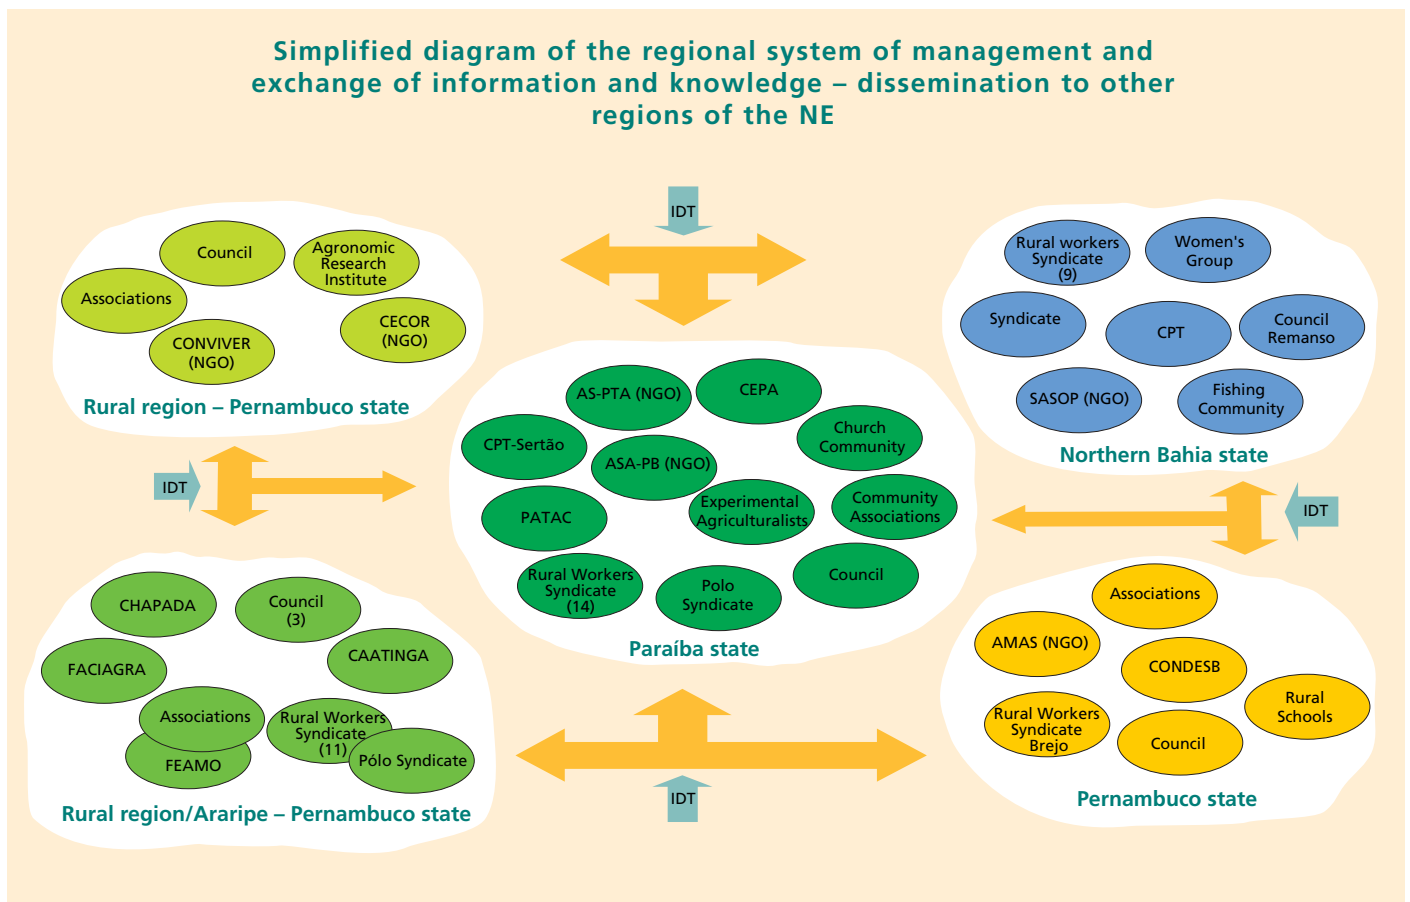 Simplified diagram of the regional system of management and
exchange of information and knowledge – dissemination to other
regions of the NE
IDT
Council
Agronomic
Research
Institute
Associations
CONVIVER
(NGO)
CECOR
(NGO)
Rural region – Pernambuco state
Rural workers
Syndicate
(9)
Women's
Group
Syndicate
CPT
Council
Remanso
SASOP (NGO)
Fishing
Community
Northern Bahia state
AS-PTA (NGO)
CEPA
CPT-Sertão
ASA-PB (NGO)
Church
Community
PATAC
Experimental
Agriculturalists
Community
Associations
Rural Workers
Syndicate
(14)
Polo
Syndicate
Council
Paraíba state
IDT
IDT
CHAPADA
Council
(3)
FACIAGRA
CAATINGA
Associations
FEAMO
Rural Workers
Syndicate
(11)
Pólo Syndicate
Rural region/Araripe – Pernambuco state
IDT
Associations
AMAS (NGO)
CONDESB
Rural
Schools
Rural Workers
Syndicate
Brejo
Council
Pernambuco state